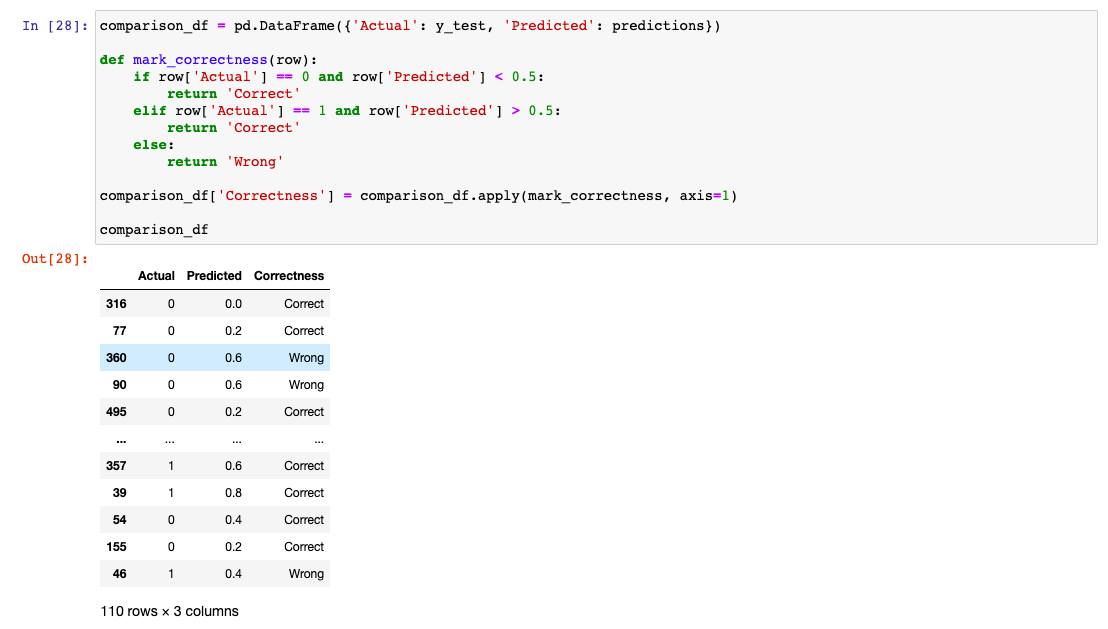 In [28]: comparison_df = pd.DataFrame({'Actual': y_test, 'Predicted': predictions})
def mark_correctness(row):
    if row['Actual'] == 0 and row['Predicted'] < 0.5:
        return 'Correct'
    elif row['Actual'] == 1 and row['Predicted'] > 0.5:
        return 'Correct'
    else:
        return 'Wrong'
comparison_df['Correctness'] = comparison_df.apply(mark_correctness, axis=1)
comparison_df
Out[28]:
Actual Predicted Correctness
316 0 0.0 Correct
77 0 0.2 Correct
360 0 0.6 Wrong
90 0 0.6 Wrong
495 0 0.2 Correct
... ... ... ...
357 1 0.6 Correct
39 1 0.8 Correct
54 0 0.4 Correct
155 0 0.2 Correct
46 1 0.4 Wrong
110 rows × 3 columns